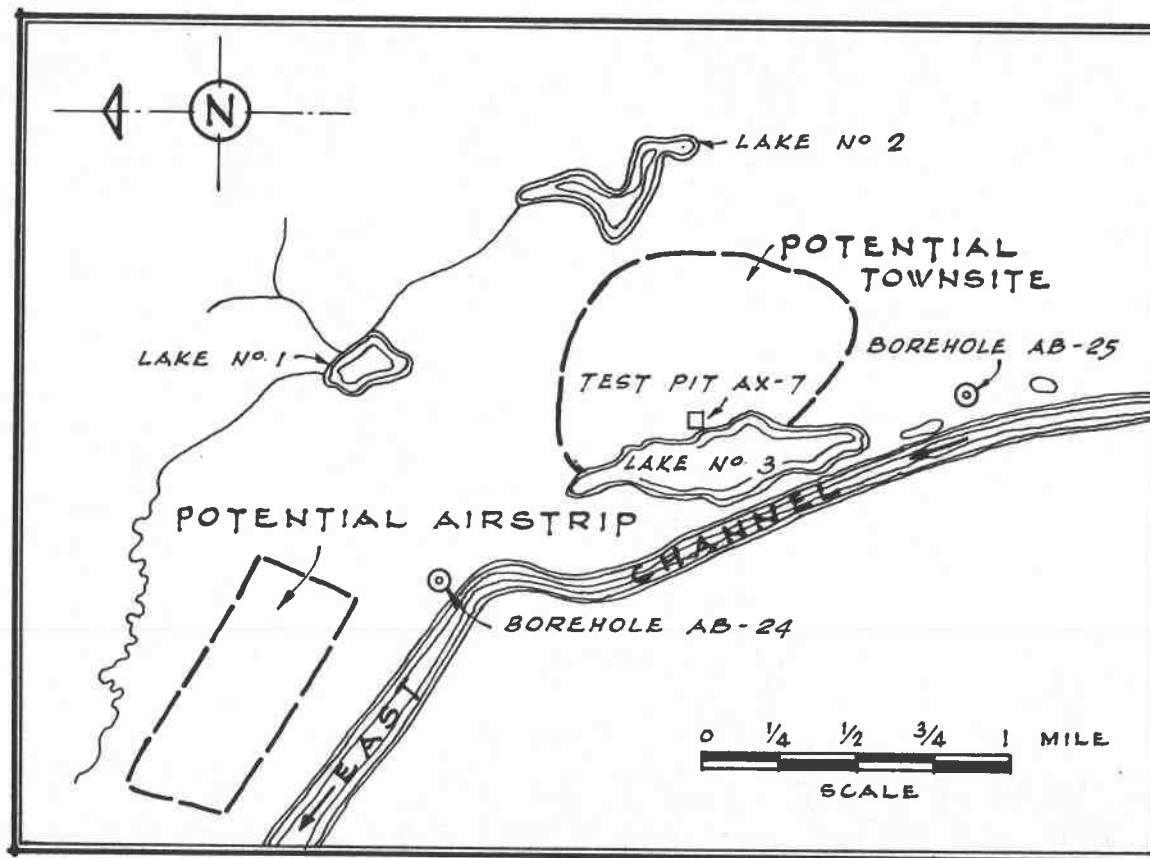 N
LAKE Nº 2
POTENTIAL
TOWNSITE
LAKE Nº. 1
BOREHOLE AB-25
TEST PIT AX-7
LAKE Nº. 3
POTENTIAL AIRSTRIP
CHANNEL
BOREHOLE AB-24
EAST
0 1/4 1/2 3/4 1 MILE
SCALE